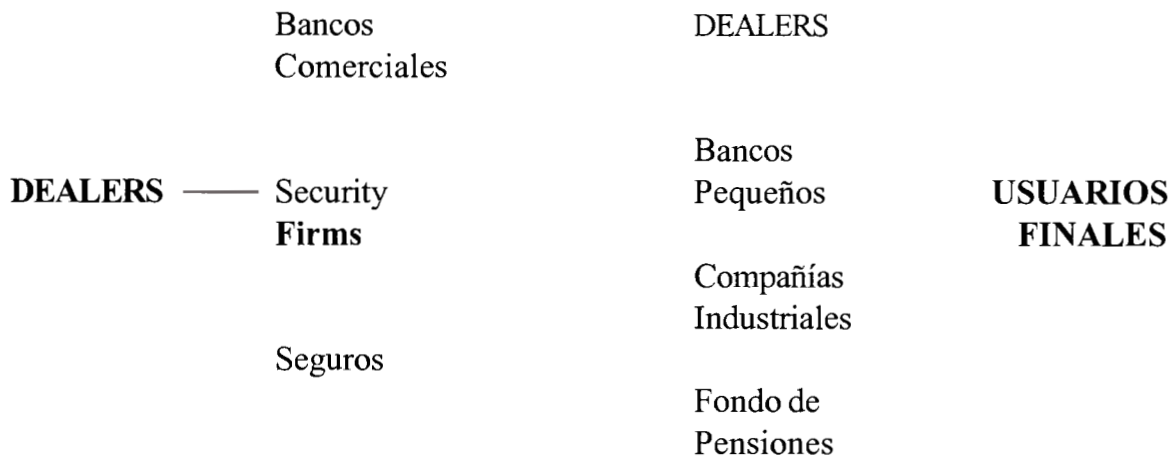 Bancos
Comerciales
DEALERS
DEALERS
Security
Firms
Seguros
Bancos
Pequeños
Compañías
Industriales
Fondo de
Pensiones
USUARIOS
FINALES